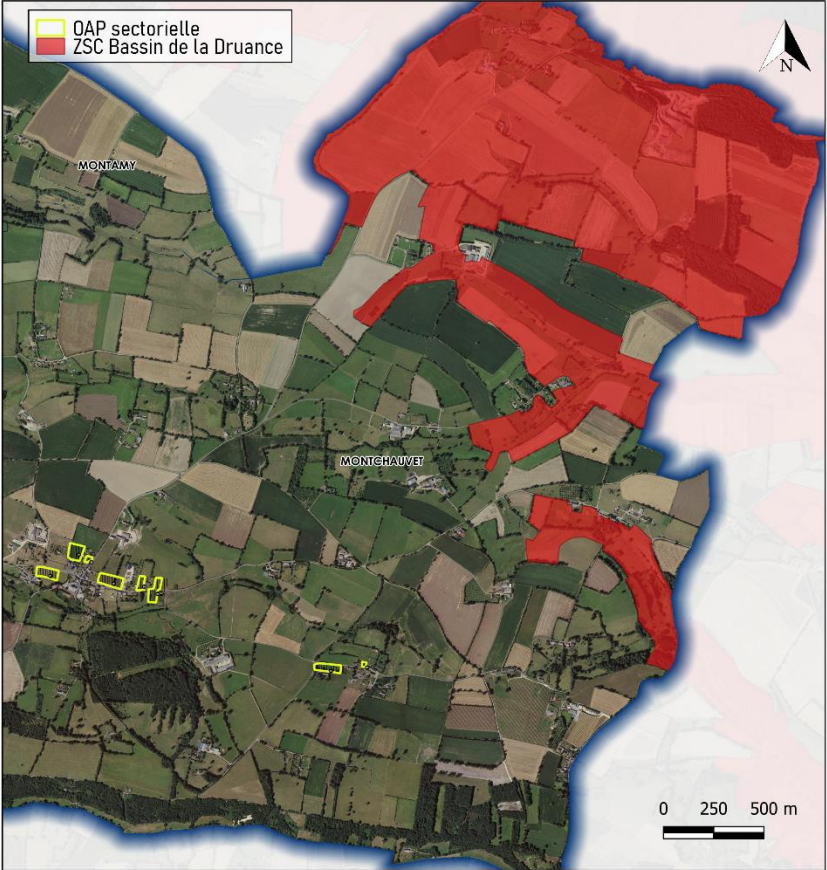 OAP sectorielle
ZSC Bassin de la Druance
N
MONTAMY
MONTCHAUVET
0 250 500 m